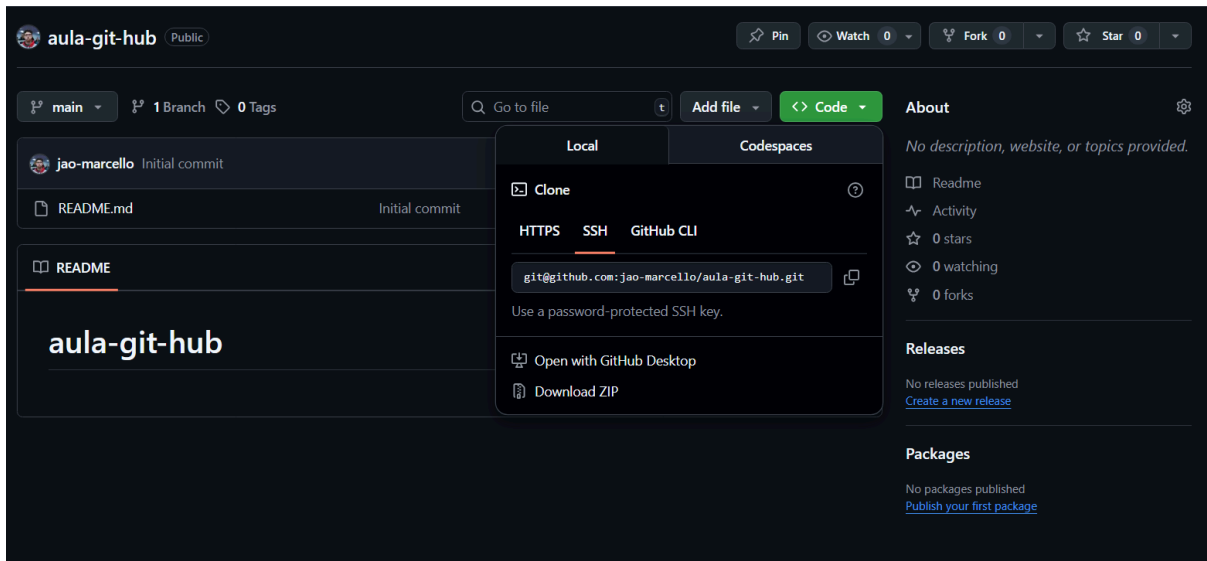 aula-git-hub Public Pin Watch 0 Fork 0 Star 0
main 1 Branch 0 Tags Go to file t Add file Code
jao-marcello Initial commit
README.md Initial commit
README
aula-git-hub
Local Codespaces
Clone
HTTPS SSH GitHub CLI
git@github.com:jao-marcello/aula-git-hub.git
Use a password-protected SSH key.
Open with GitHub Desktop
Download ZIP
About
No description, website, or topics provided.
Readme
Activity
0 stars
0 watching
0 forks
Releases
No releases published
Create a new release
Packages
No packages published
Publish your first package